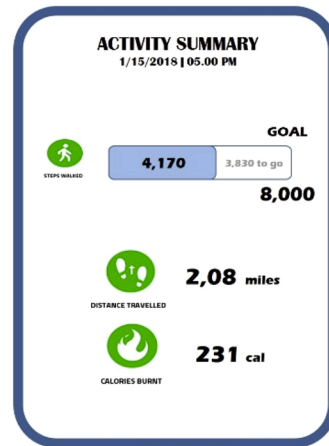 ACTIVITY SUMMARY
1/15/2018 | 05.00 PM
GOAL
4,170
3,830 to go
STEPS WALKED
8,000
2,08 miles
DISTANCE TRAVELLED
231 cal
CALORIES BURNT